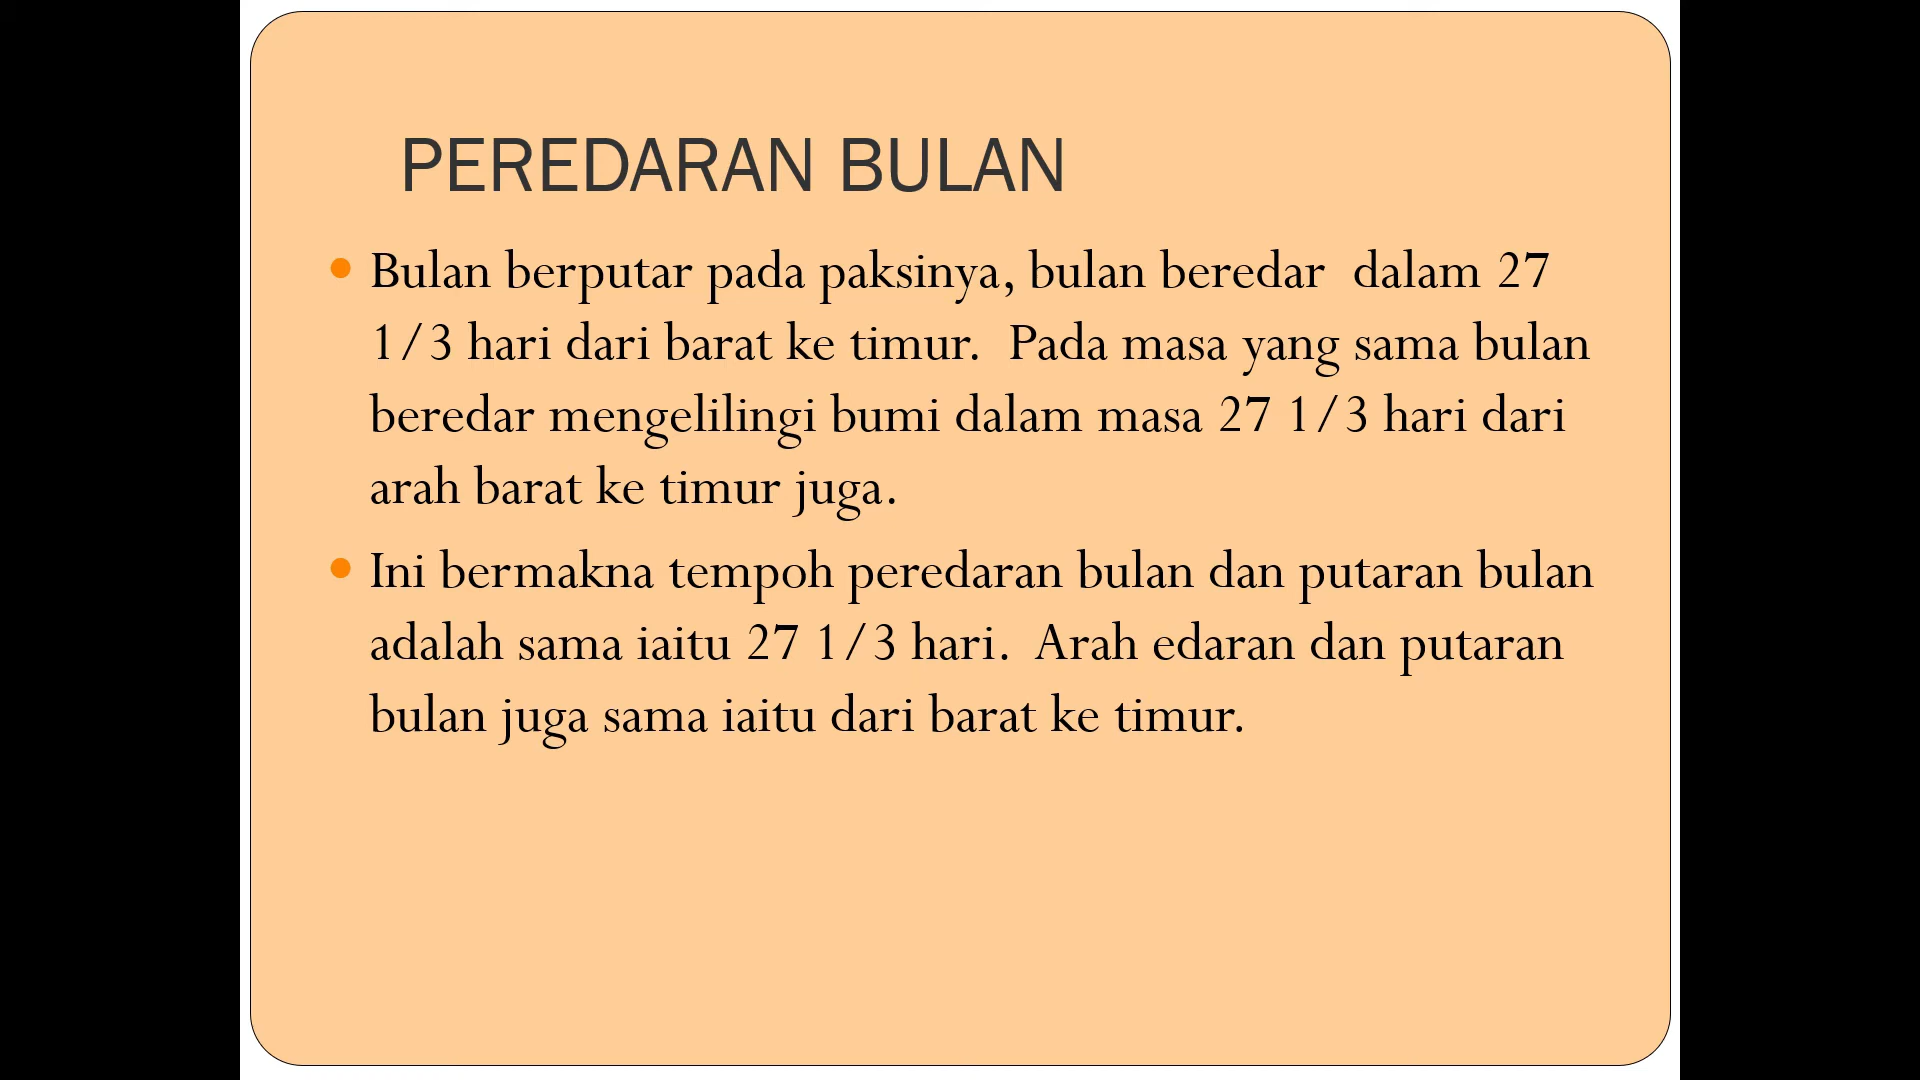 PEREDARAN BULAN
Bulan berputar pada paksinya, bulan beredar  dalam 27
1/3 hari dari barat ke timur.  Pada masa yang sama bulan
beredar mengelilingi bumi dalam masa 27 1/3 hari dari
arah barat ke timur juga.
Ini bermakna tempoh peredaran bulan dan putaran bulan
adalah sama iaitu 27 1/3 hari.  Arah edaran dan putaran
bulan juga sama iaitu dari barat ke timur.